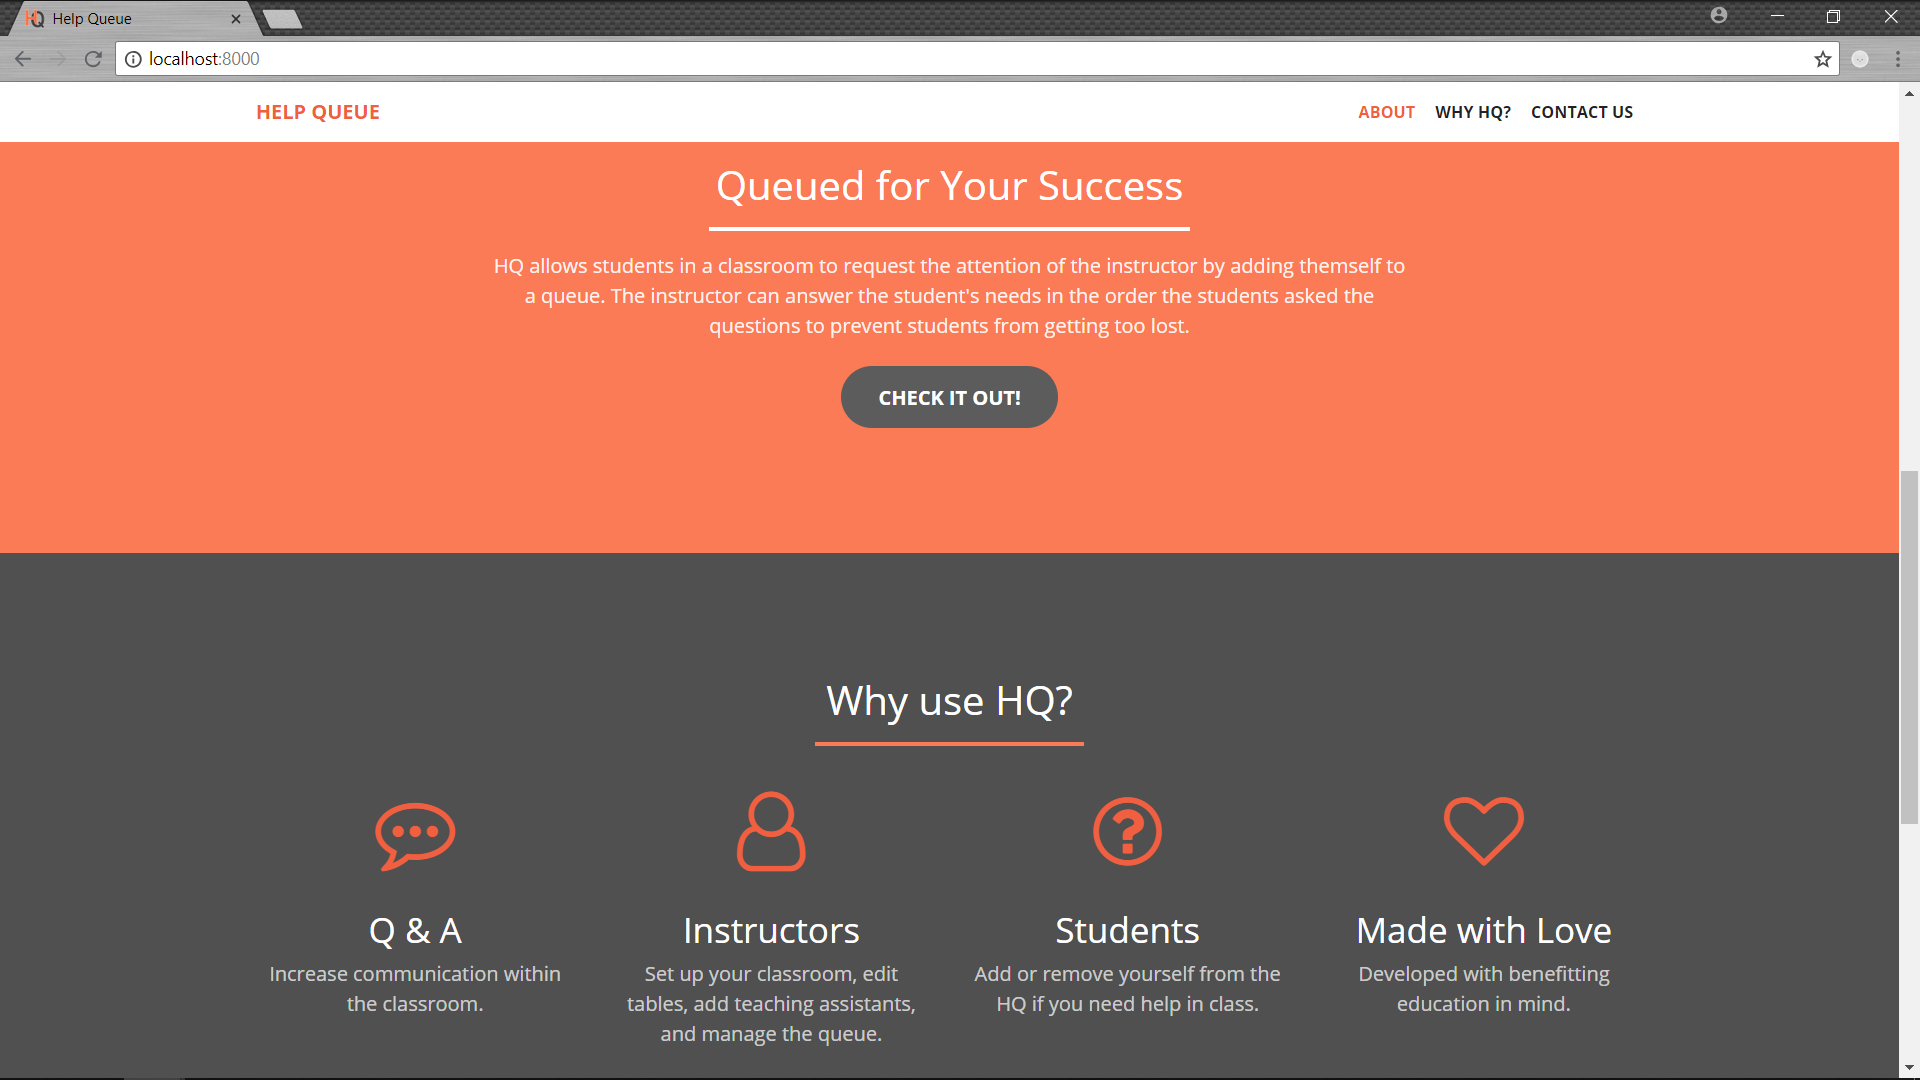 HQ Help Queue
localhost:8000
HELP QUEUE
ABOUT WHY HQ? CONTACT US
Queued for Your Success
HQ allows students in a classroom to request the attention of the instructor by adding themself to
a queue. The instructor can answer the student's needs in the order the students asked the
questions to prevent students from getting too lost.
CHECK IT OUT!
Why use HQ?
Q & A
Increase communication within
the classroom.
Instructors
Set up your classroom, edit
tables, add teaching assistants,
and manage the queue.
Students
Add or remove yourself from the
HQ if you need help in class.
Made with Love
Developed with benefitting
education in mind.